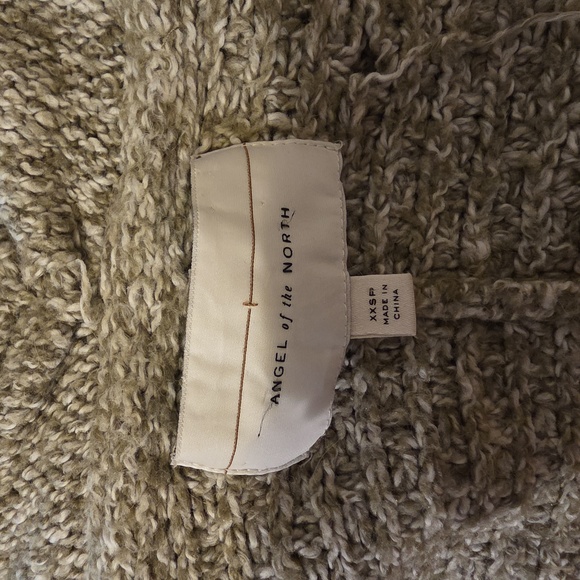 ANGEL of the NORTH
XXSP
MADE IN
CHINA